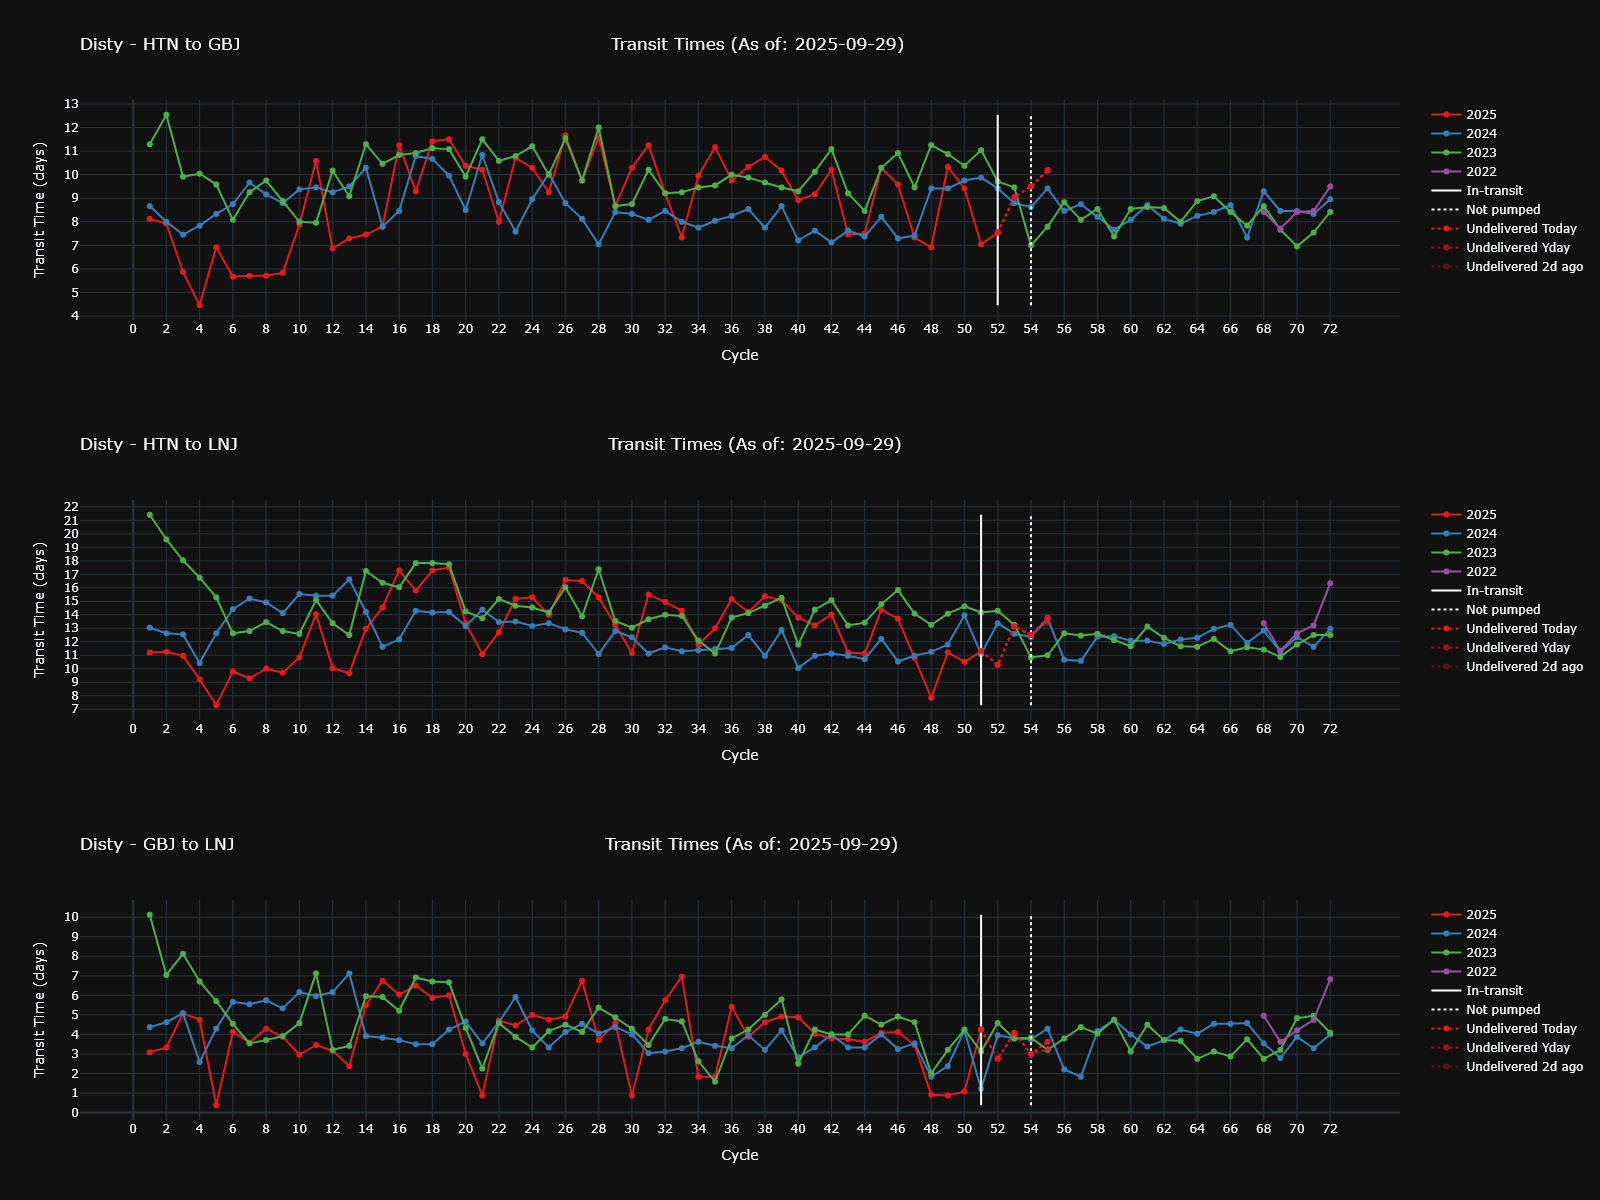 Disty - HTN to GBJ
Transit Times (As of: 2025-09-29)
Transit Time (days)
13
12
11
10
9
8
7
6
5
4
0 2 4 6 8 10 12 14 16 18 20 22 24 26 28 30 32 34 36 38 40 42 44 46 48 50 52 54 56 58 60 62 64 66 68 70 72
Cycle
2025
2024
2023
2022
In-transit
Not pumped
Undelivered Today
Undelivered Yday
Undelivered 2d ago
Disty - HTN to LNJ
Transit Times (As of: 2025-09-29)
Transit Time (days)
22
21
20
19
18
17
16
15
14
13
12
11
10
9
8
7
0 2 4 6 8 10 12 14 16 18 20 22 24 26 28 30 32 34 36 38 40 42 44 46 48 50 52 54 56 58 60 62 64 66 68 70 72
Cycle
2025
2024
2023
2022
In-transit
Not pumped
Undelivered Today
Undelivered Yday
Undelivered 2d ago
Disty - GBJ to LNJ
Transit Times (As of: 2025-09-29)
Transit Time (days)
10
9
8
7
6
5
4
3
2
1
0
0 2 4 6 8 10 12 14 16 18 20 22 24 26 28 30 32 34 36 38 40 42 44 46 48 50 52 54 56 58 60 62 64 66 68 70 72
Cycle
2025
2024
2023
2022
In-transit
Not pumped
Undelivered Today
Undelivered Yday
Undelivered 2d ago